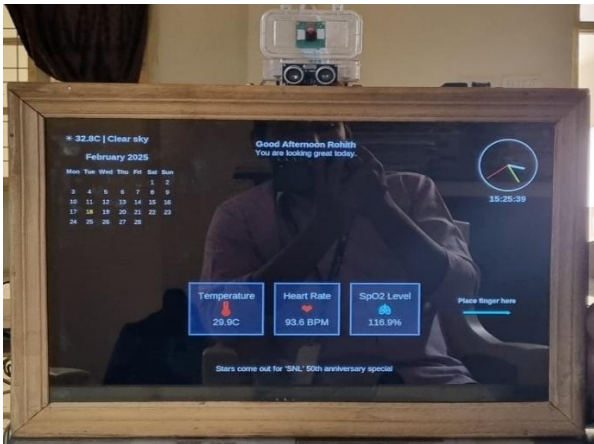 32.8C | Clear sky
February 2025
Mon Tue Wed Thu Fri Sat Sun
1 2
3 4 5 6 7 8 9
10 11 12 13 14 15 16
17 18 19 20 21 22 23
24 25 26 27 28
Good Afternoon Rohith
You are looking great today.
15:25:39
Temperature
29.9C
Heart Rate
93.6 BPM
SpO2 Level
116.9%
Place finger here
Stars come out for 'SNL' 50th anniversary special